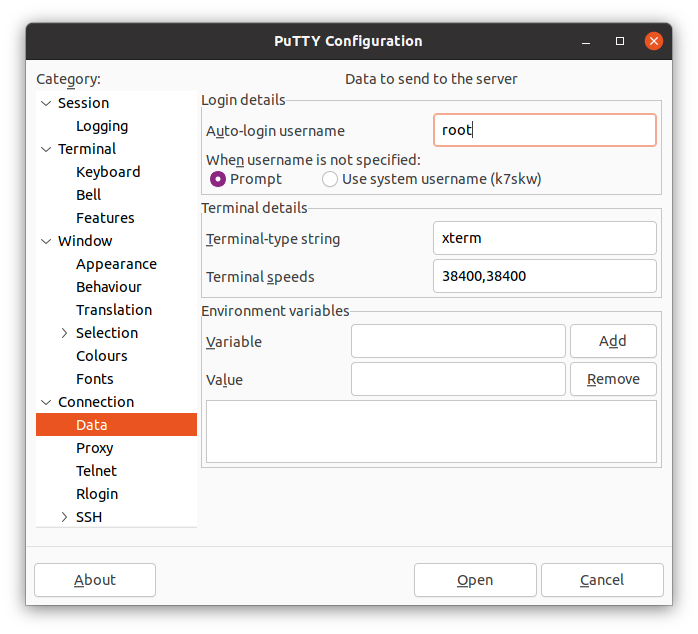 PuTTY Configuration
Category:
Session
Logging
Terminal
Keyboard
Bell
Features
Window
Appearance
Behaviour
Translation
Selection
Colours
Fonts
Connection
Data
Proxy
Telnet
Rlogin
SSH
Data to send to the server
Login details
Auto-login username root
When username is not specified:
Prompt Use system username (k7skw)
Terminal details
Terminal-type string xterm
Terminal speeds 38400,38400
Environment variables
Variable Add
Value Remove
About Open Cancel